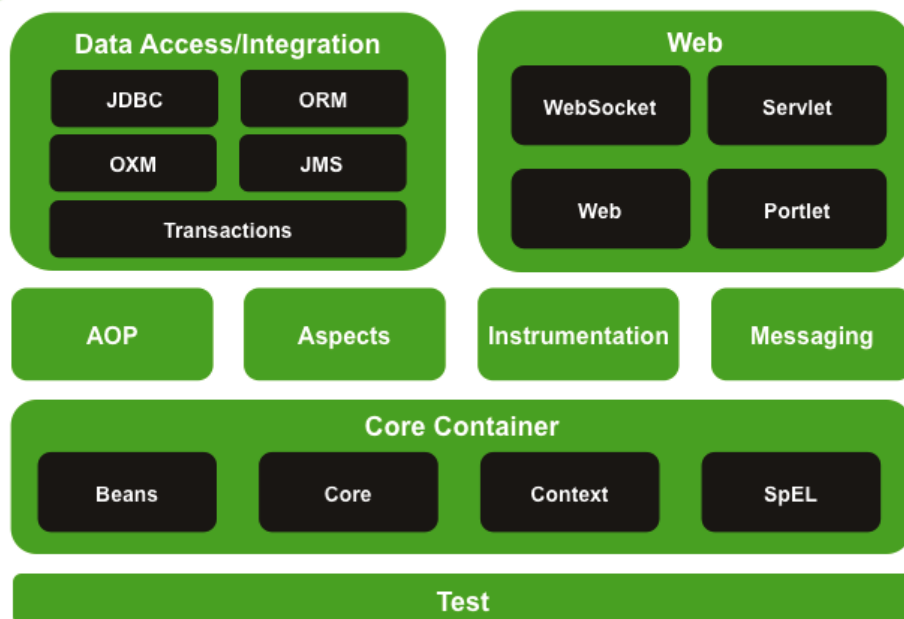 Data Access/Integration
JDBC
ORM
OXM
JMS
Transactions
Web
WebSocket
Servlet
Web
Portlet
AOP
Aspects
Instrumentation
Messaging
Core Container
Beans
Core
Context
SpEL
Test